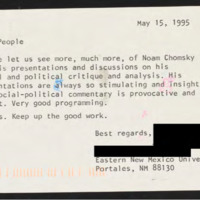 May 15, 1995
People
let us see more, much more, of Noam Chomsky
is presentations and discussions on his
l and political critique and analysis. His
ntations are always so stimulating and insight
ocial-political commentary is provocative and
t. Very good programming.
s. Keep up the good work.
Best regards,
Eastern New Mexico Univer
Portales, NM 88130